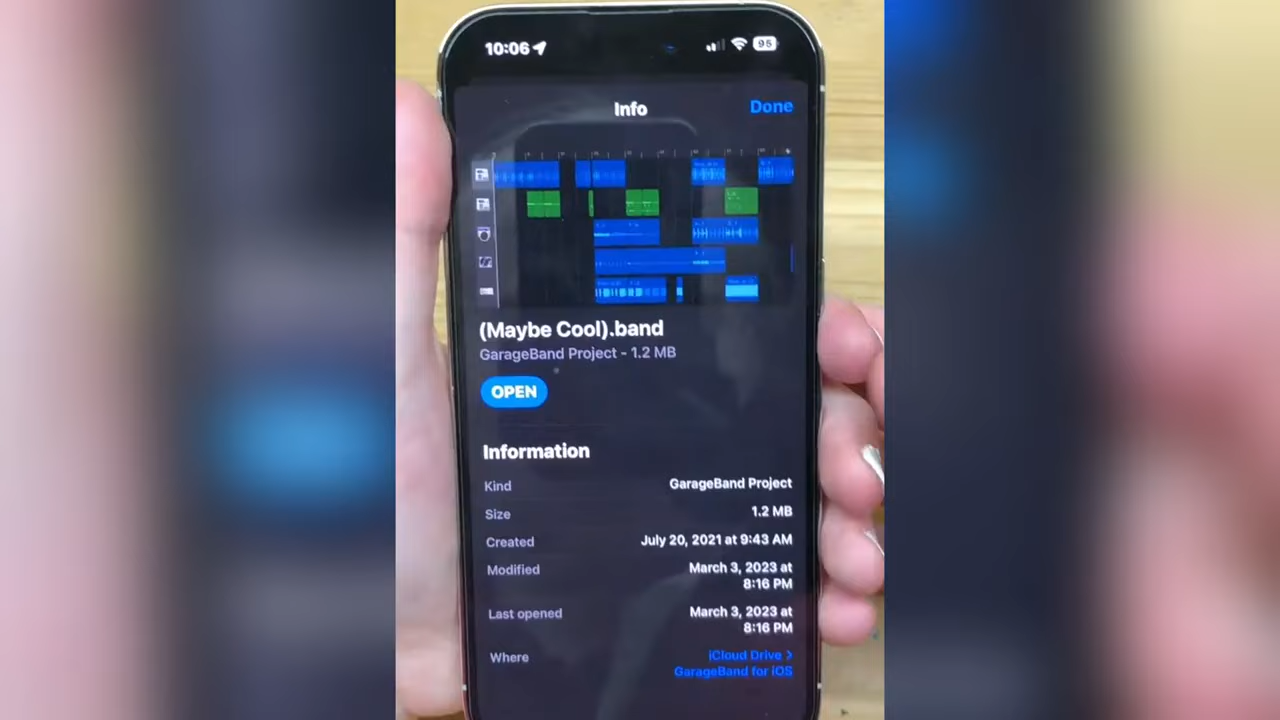 10:06
95
Info
Done
(Maybe Cool).band
GarageBand Project - 1.2 MB
OPEN
Information
Kind
GarageBand Project
Size
1.2 MB
Created
July 20, 2021 at 9:43 AM
Modified
March 3, 2023 at
8:16 PM
Last opened
March 3, 2023 at
8:16 PM
Where
iCloud Drive >
GarageBand for iOS